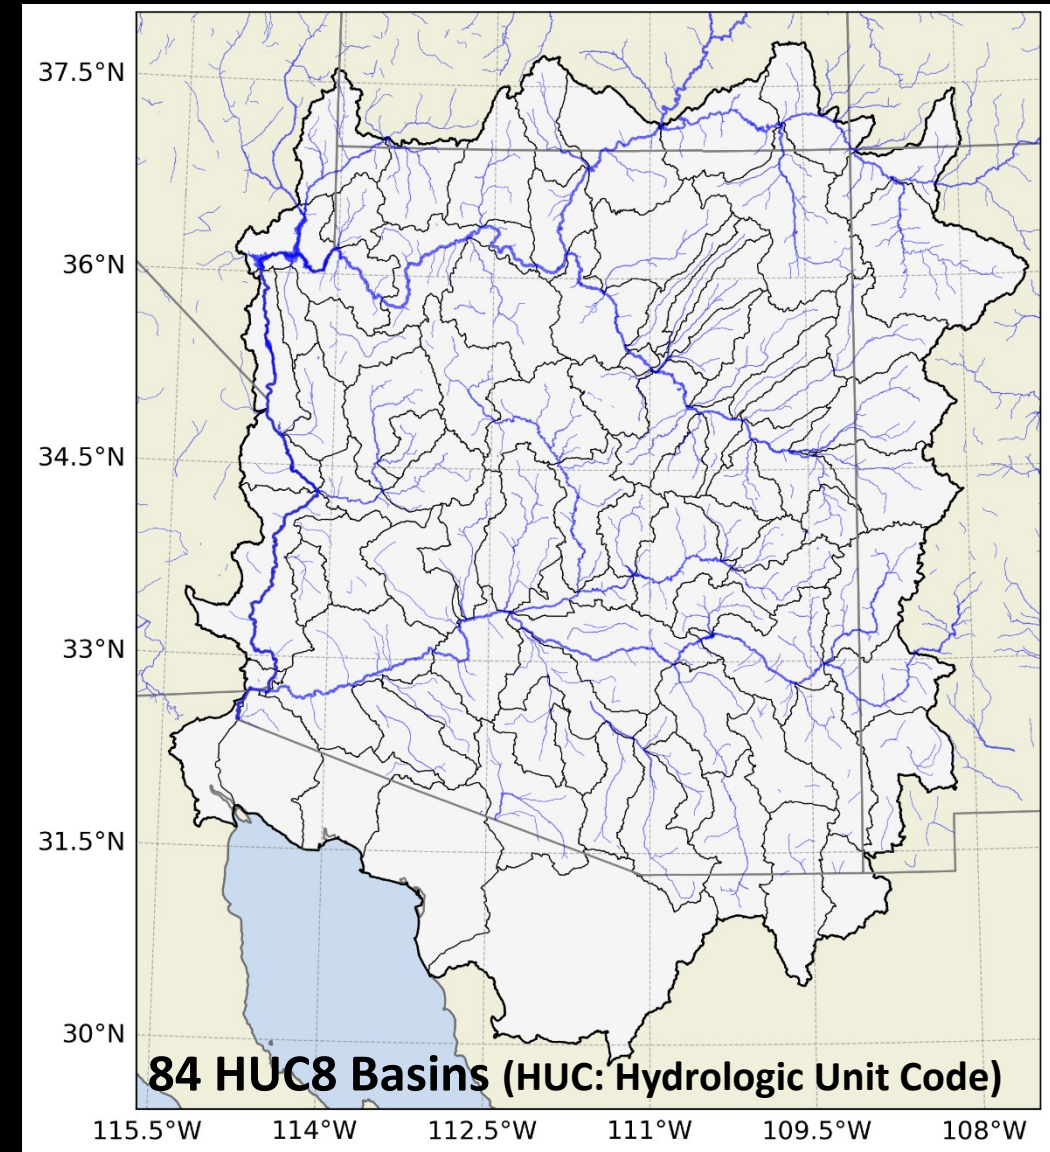 37.5°N
36°N
34.5°N
33°N
31.5°N
30°N
84 HUC8 Basins (HUC: Hydrologic Unit Code)
115.5°W 114°W 112.5°W 111°W 109.5°W 108°W